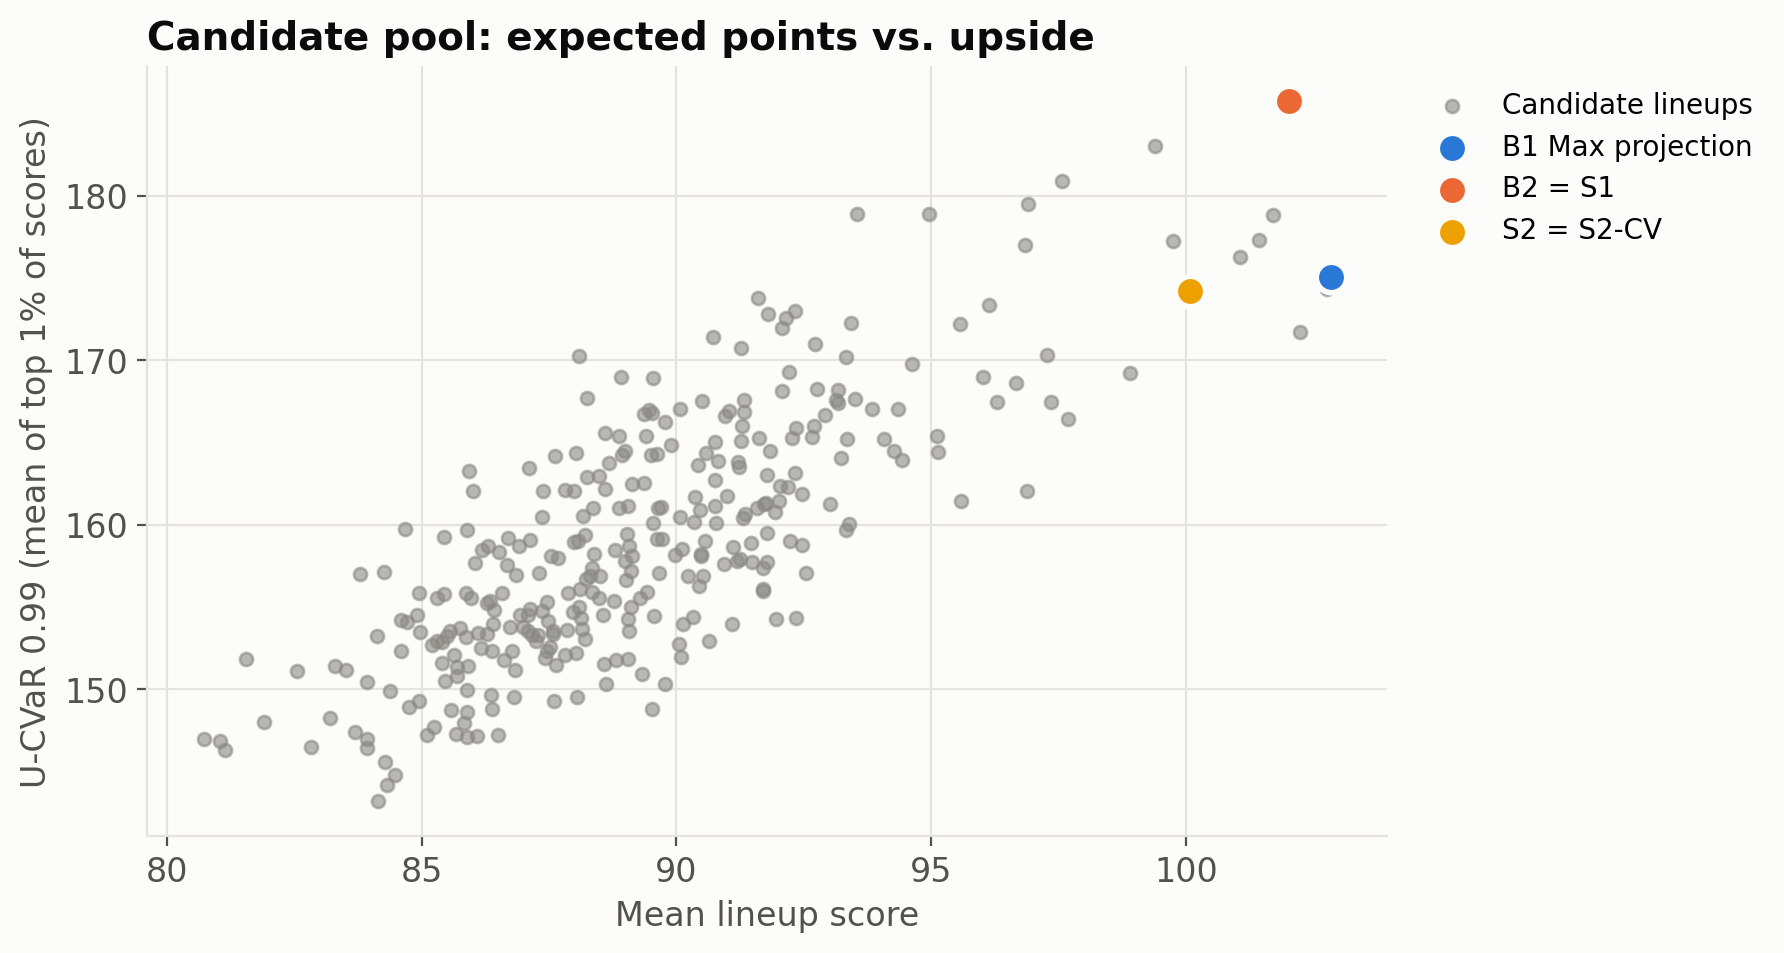 Candidate pool: expected points vs. upside
U-CVaR 0.99 (mean of top 1% of scores)
180
170
160
150
80
85
90
95
100
Mean lineup score
Candidate lineups
B1 Max projection
B2 = S1
S2 = S2-CV